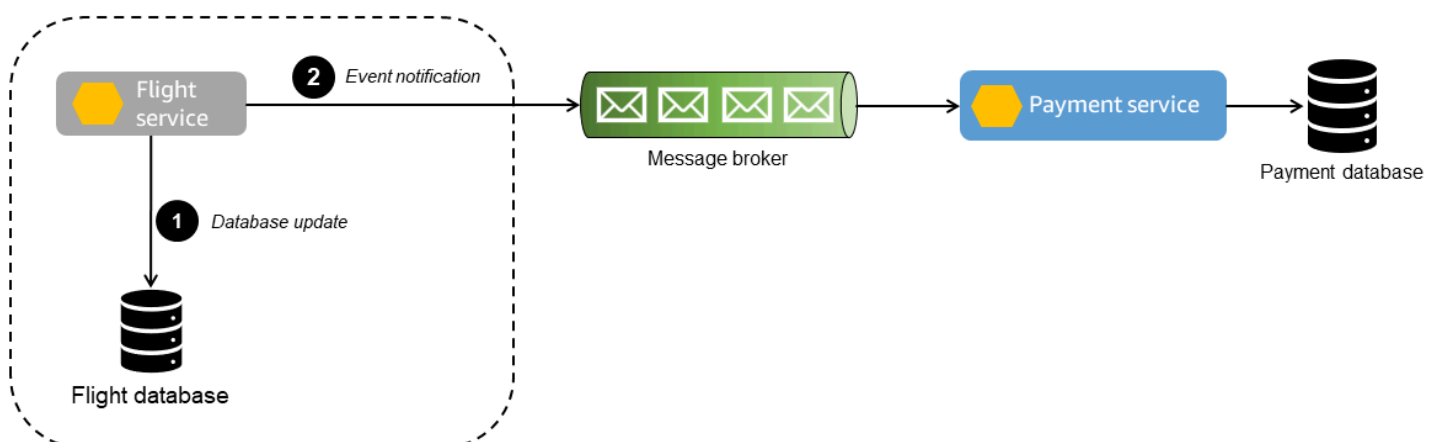 Flight
service
2
Event notification
Message broker
Payment service
Payment database
1
Database update
Flight database